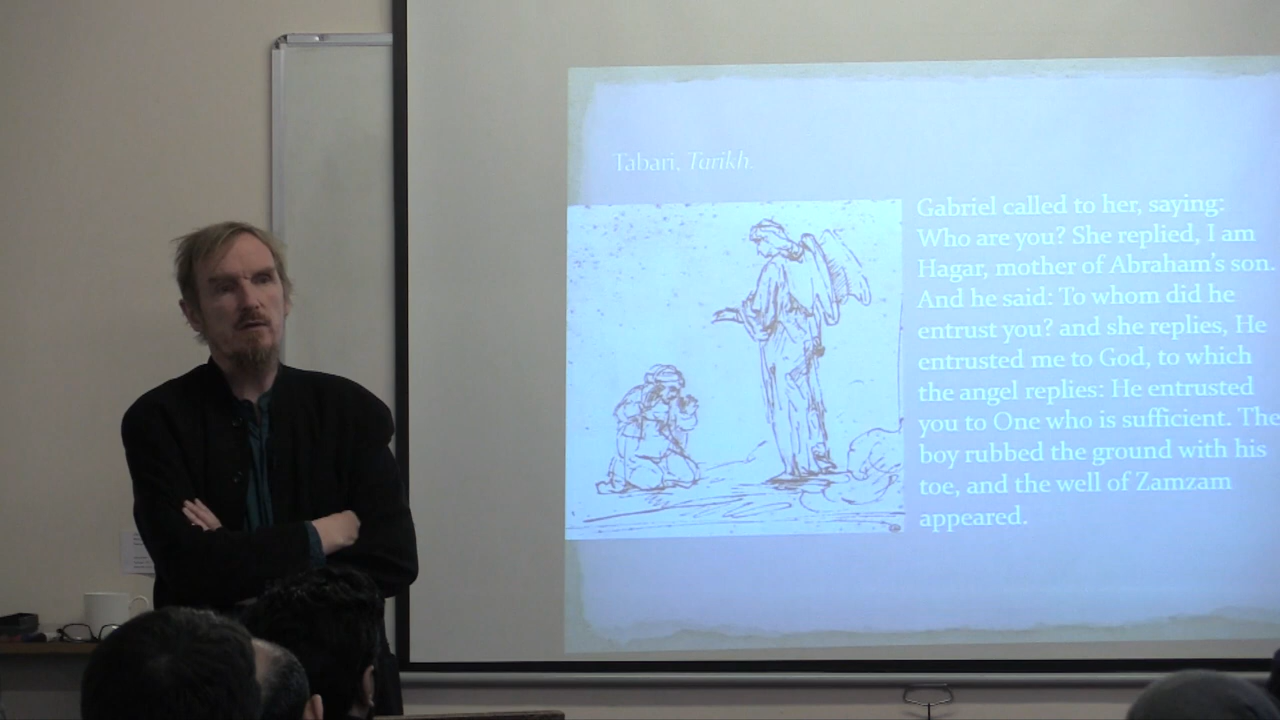 Tabari, Tarikh.
Gabriel called to her, saying:
Who are you? She replied, I am
Hagar, mother of Abraham's son.
And he said: To whom did he
entrust you? and she replies, He
entrusted me to God, to which
the angel replies: He entrusted
you to One who is sufficient. The
boy rubbed the ground with his
toe, and the well of Zamzam
appeared.